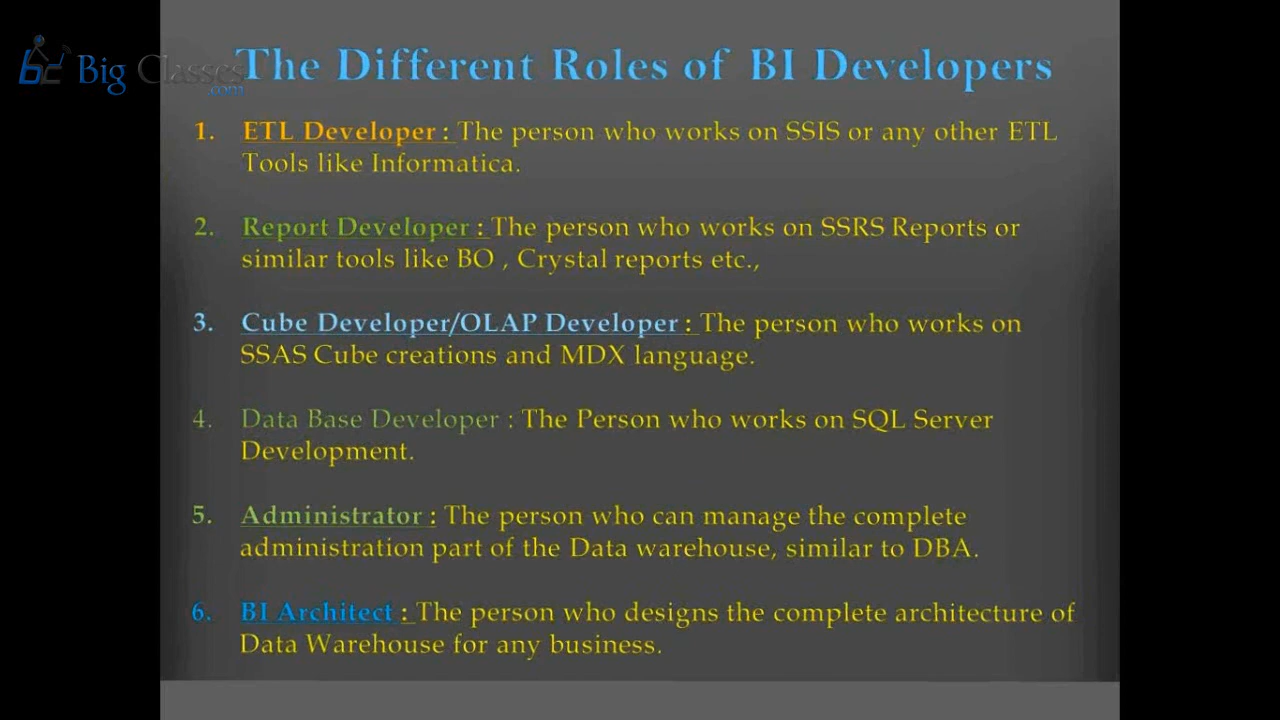 Big Classes
.com
The Different Roles of BI Developers
1. ETL Developer : The person who works on SSIS or any other ETL
Tools like Informatica.
2. Report Developer : The person who works on SSRS Reports or
similar tools like BO , Crystal reports etc.,
3. Cube Developer/OLAP Developer : The person who works on
SSAS Cube creations and MDX language.
4. Data Base Developer : The Person who works on SQL Server
Development.
5. Administrator : The person who can manage the complete
administration part of the Data warehouse, similar to DBA.
6. BI Architect : The person who designs the complete architecture of
Data Warehouse for any business.